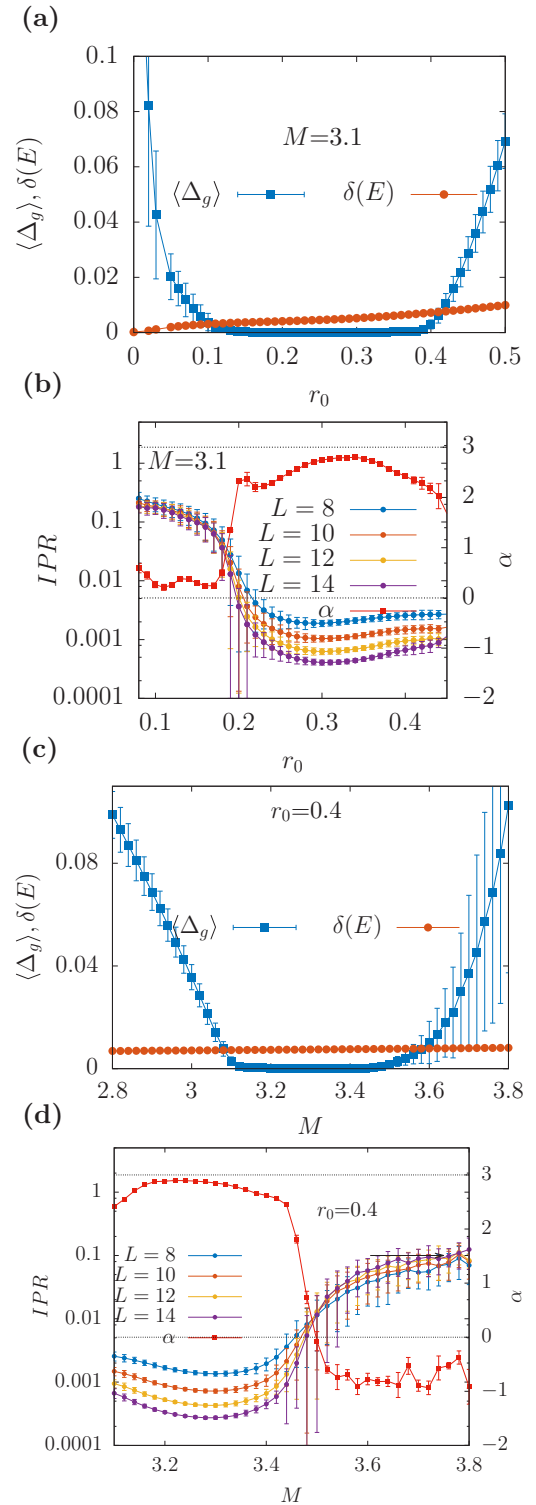 (a)
0.1
0.08
0.06
0.04
0.02
0
⟨Δg⟩, δ(E)
M=3.1
⟨Δg⟩ δ(E)
0 0.1 0.2 0.3 0.4 0.5
r0
(b)
1
0.1
0.01
0.001
0.0001
IPR
M=3.1
L = 8
L = 10
L = 12
L = 14
α
3
2
1
0
−1
−2
α
0.1 0.2 0.3 0.4
r0
(c)
0.08
0.04
0
⟨Δg⟩, δ(E)
r0=0.4
⟨Δg⟩ δ(E)
2.8 3 3.2 3.4 3.6 3.8
M
(d)
1
0.1
0.01
0.001
0.0001
IPR
r0=0.4
L = 8
L = 10
L = 12
L = 14
α
3
2
1
0
−1
−2
α
3.2 3.4 3.6 3.8
M